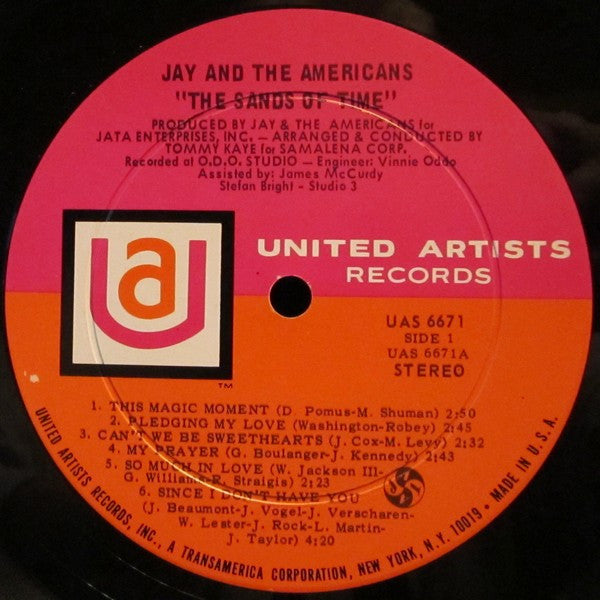 JAY AND THE AMERICANS
"THE SANDS OF TIME"
PRODUCED BY JAY & THE AMERICANS for
JATA ENTERPRISES, INC. — ARRANGED & CONDUCTED BY
TOMMY KAYE for SAMALENA CORP.
Recorded at O.D.O. STUDIO – Engineer: Vinnie Oddo
Assisted by: James McCurdy
Stefan Bright – Studio 3
ua
UNITED ARTISTS
RECORDS
TM
UAS 6671
SIDE 1
UAS 6671A
STEREO
1. THIS MAGIC MOMENT (D. Pomus-M. Shuman) 2:50
2. PLEDGING MY LOVE (Washington-Robey) 2:45
3. CAN'T WE BE SWEETHEARTS (J. Cox-M. Levy) 2:32
4. MY PRAYER (G. Boulanger-J. Kennedy) 2:43
5. SO MUCH IN LOVE (W. Jackson III-
G. Williams-R. Straigis) 2:23
6. SINCE I DON'T HAVE YOU
(J. Beaumont-J. Vogel-J. Verscharen-
W. Lester-J. Rock-L. Martin-
J. Taylor) 4:20
UNITED ARTISTS RECORDS, INC., A TRANSAMERICA CORPORATION, NEW YORK, N.Y. 10019 • MADE IN U.S.A.